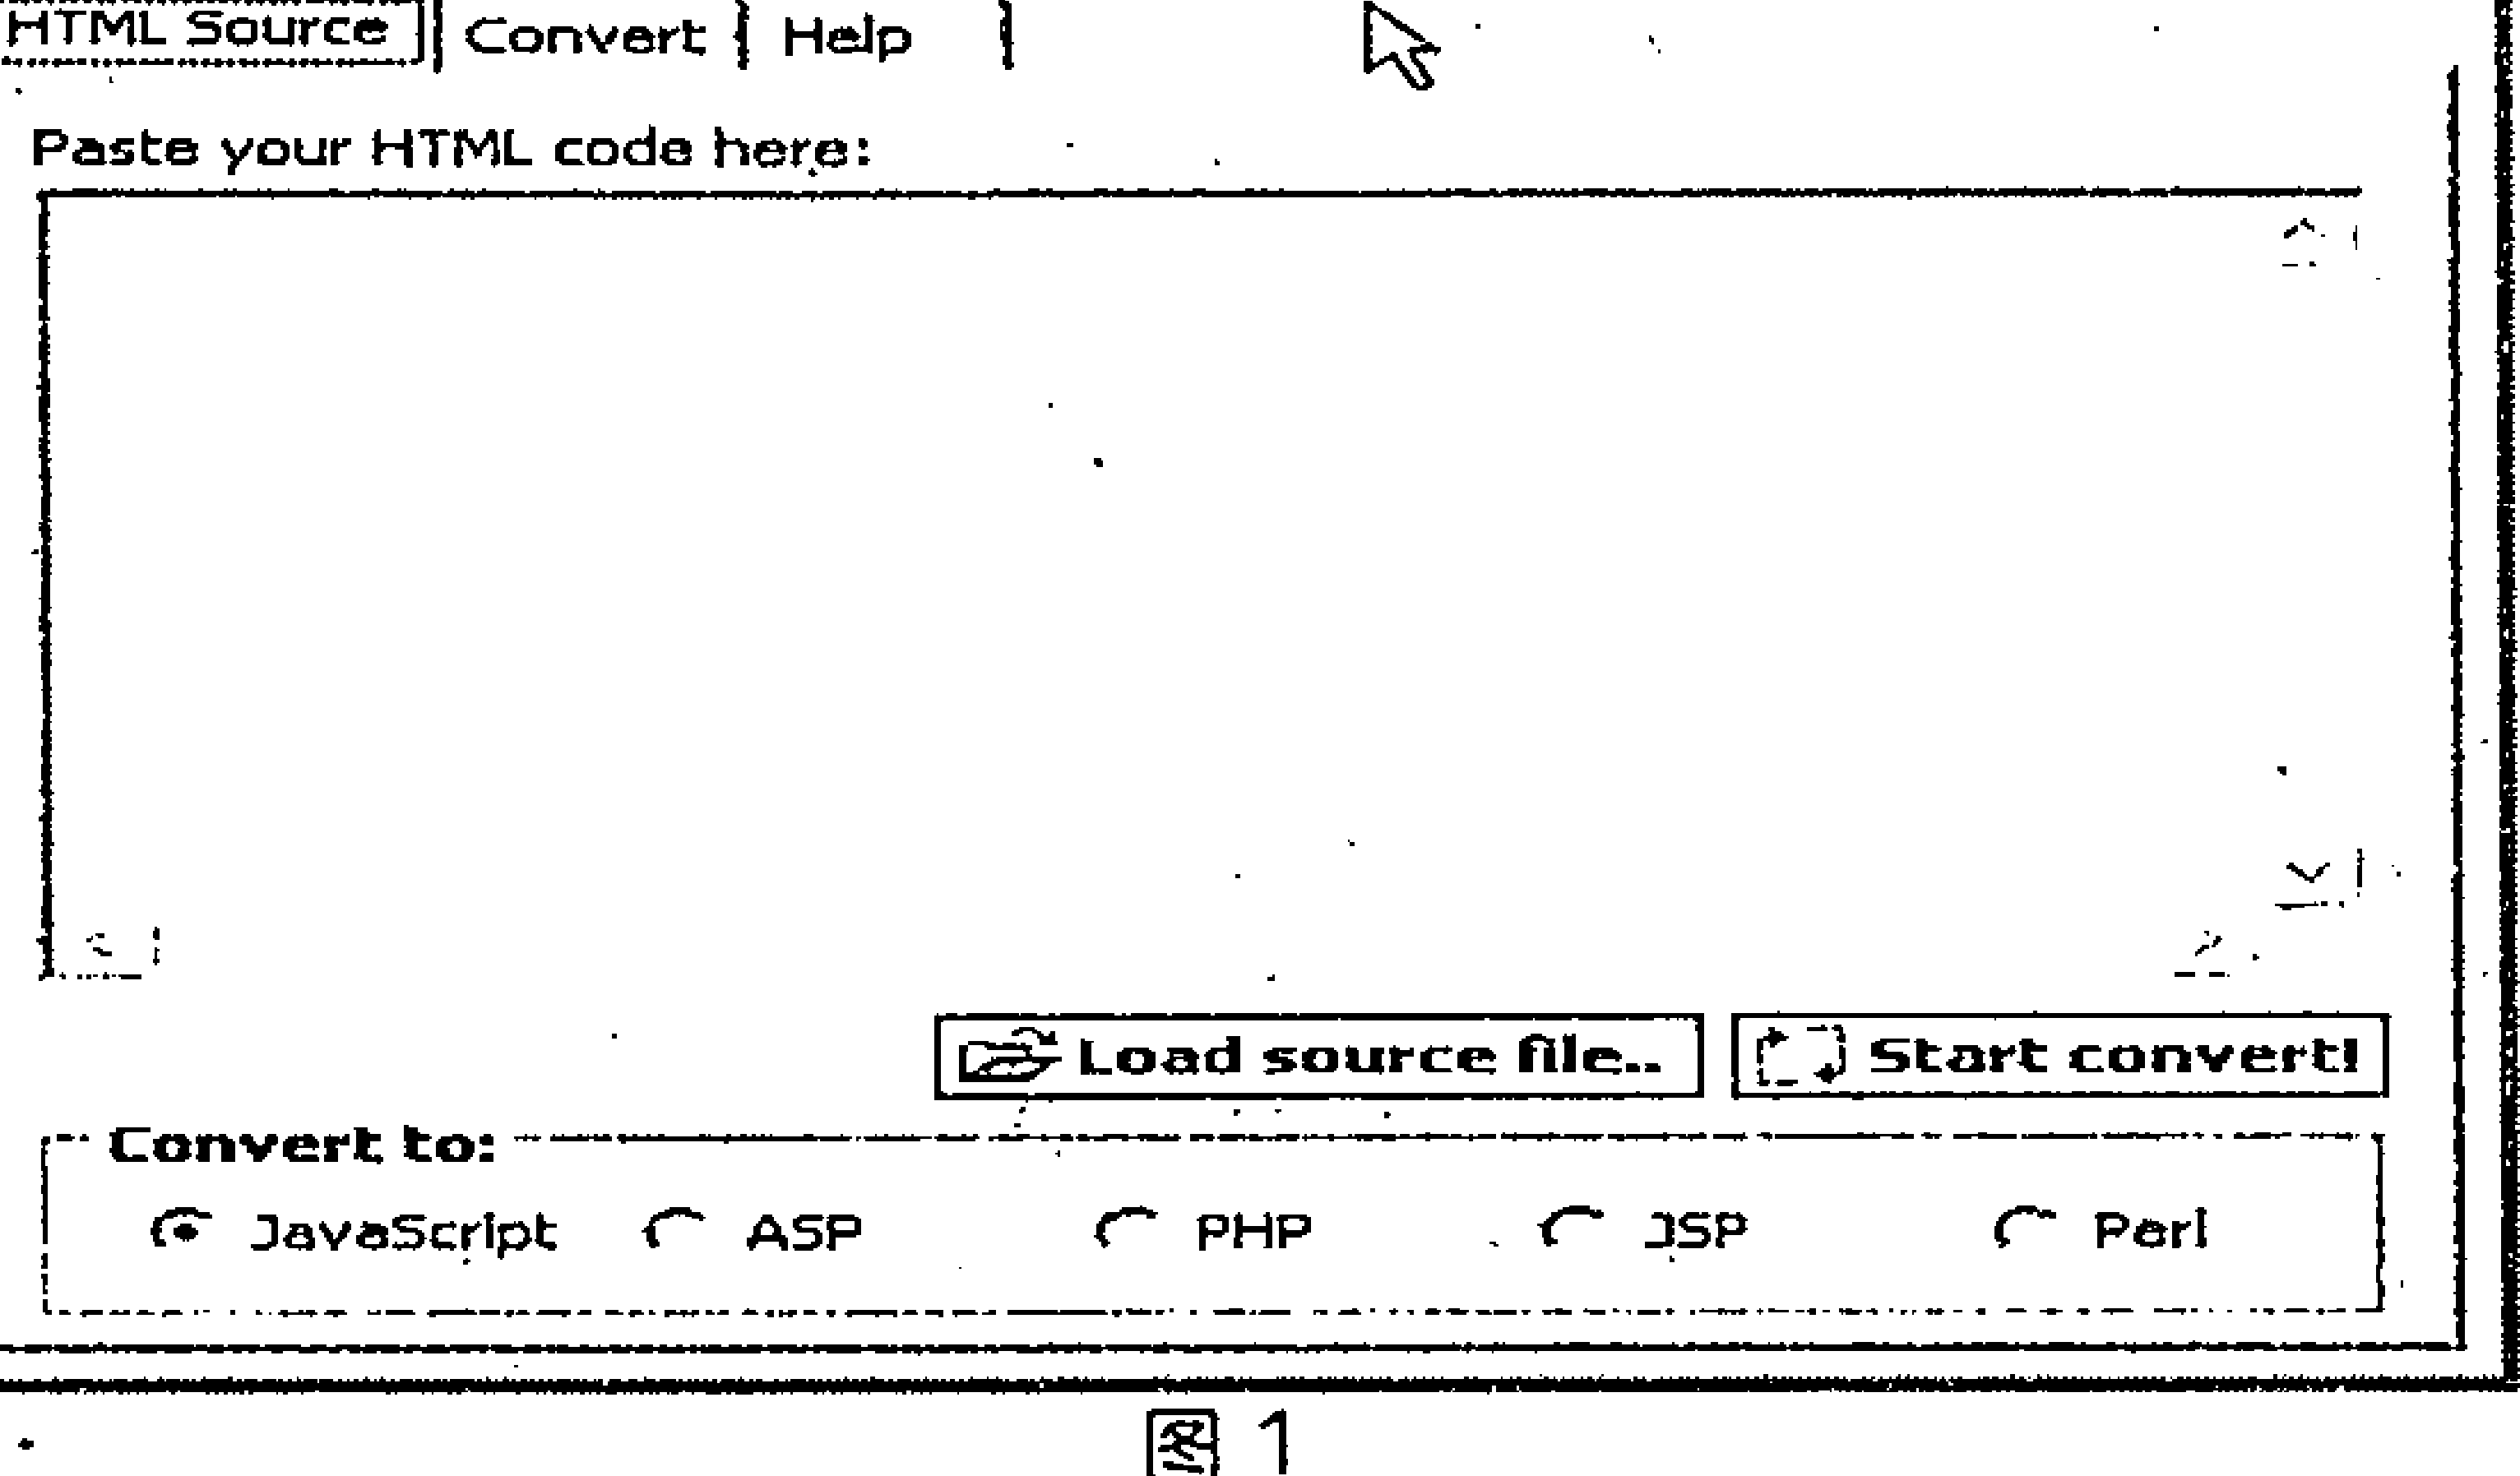 HTML Source Convert Help
Paste your HTML code here:
Load source file.. Start convert!
Convert to:
JavaScript ASP PHP JSP Perl
图 1